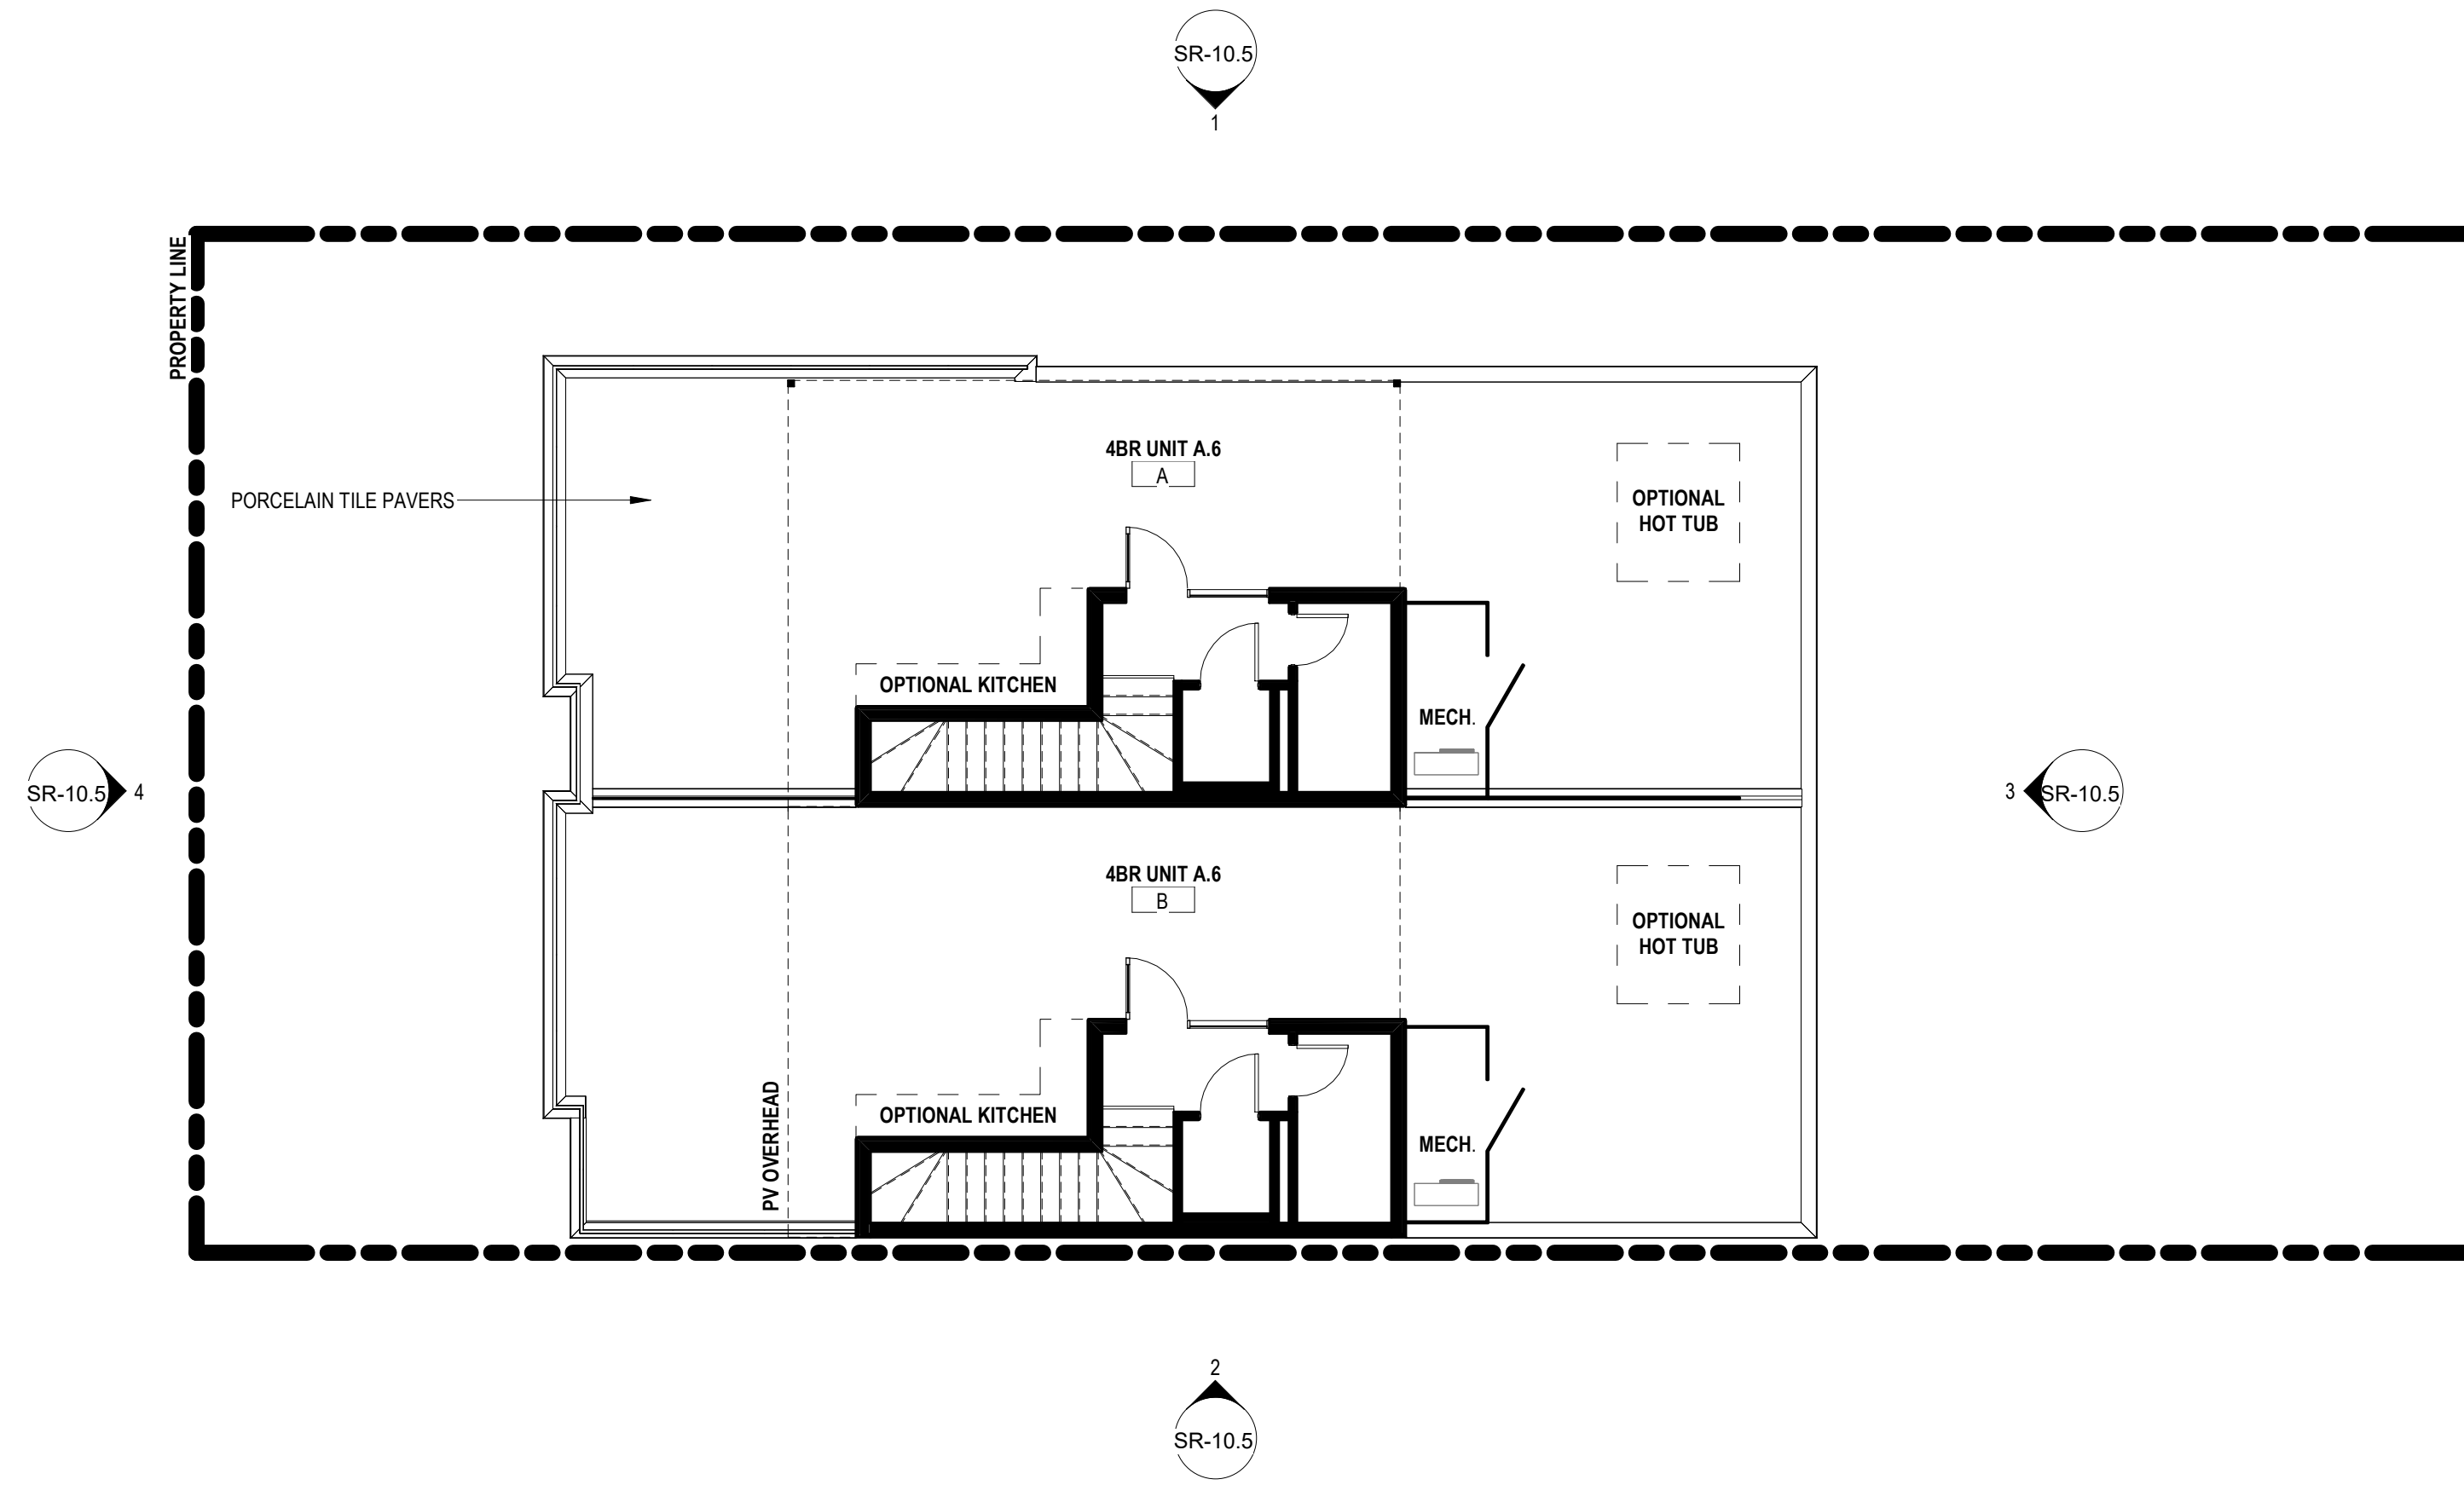 SR-10.5
1
PROPERTY LINE
4BR UNIT A.6
A
PORCELAIN TILE PAVERS
OPTIONAL
HOT TUB
OPTIONAL KITCHEN
MECH.
SR-10.5
4
3
SR-10.5
4BR UNIT A.6
B
OPTIONAL
HOT TUB
PV OVERHEAD
OPTIONAL KITCHEN
MECH.
2
SR-10.5